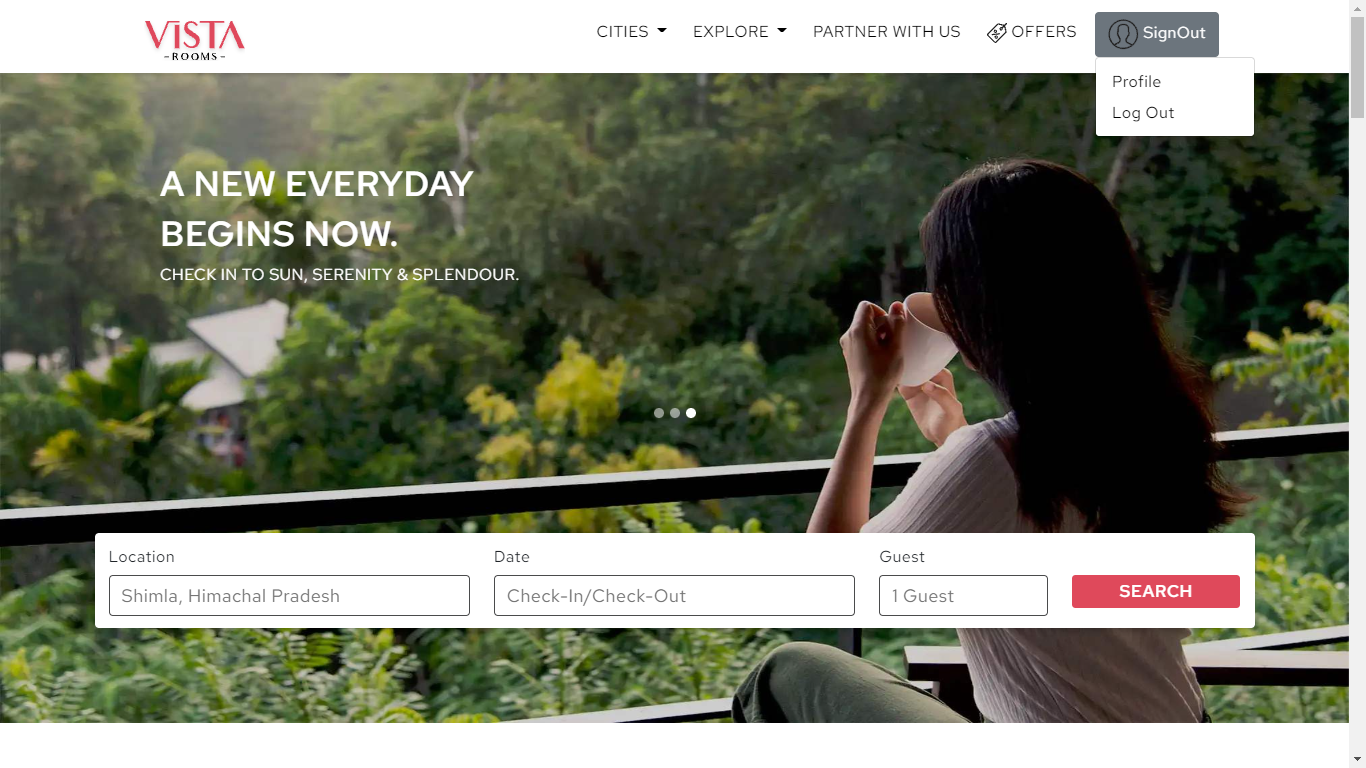 VISTA
-ROOMS-
CITIES
EXPLORE
PARTNER WITH US
OFFERS
SignOut
Profile
Log Out
A NEW EVERYDAY
BEGINS NOW.
CHECK IN TO SUN, SERENITY & SPLENDOUR.
Location
Date
Guest
Shimla, Himachal Pradesh
Check-In/Check-Out
1 Guest
SEARCH